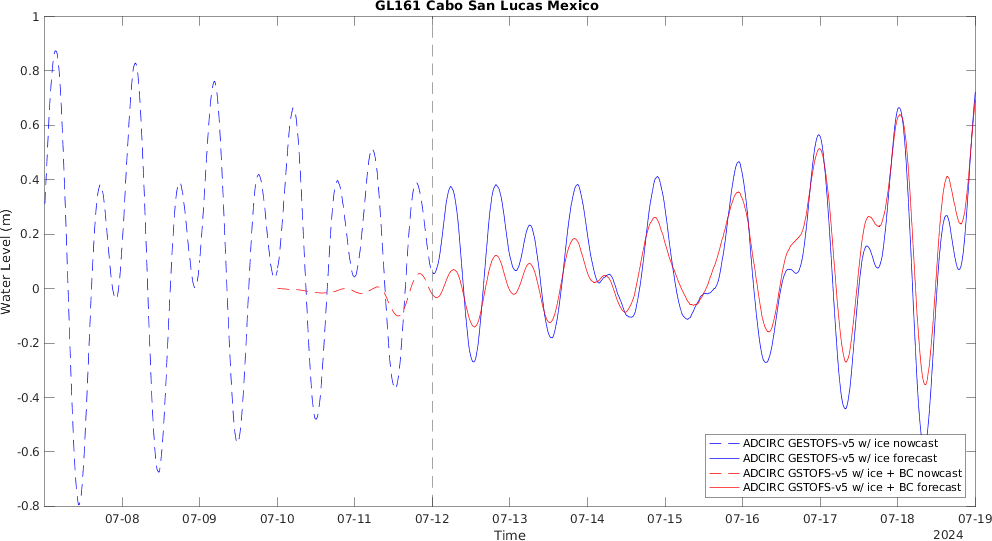 GL161 Cabo San Lucas Mexico
1
0.8
0.6
0.4
0.2
0
-0.2
-0.4
-0.6
-0.8
Water Level (m)
ADCIRC GESTOFS-v5 w/ ice nowcast
ADCIRC GESTOFS-v5 w/ ice forecast
ADCIRC GSTOFS-v5 w/ ice + BC nowcast
ADCIRC GSTOFS-v5 w/ ice + BC forecast
07-08 07-09 07-10 07-11 07-12 07-13 07-14 07-15 07-16 07-17 07-18 07-19
Time
2024